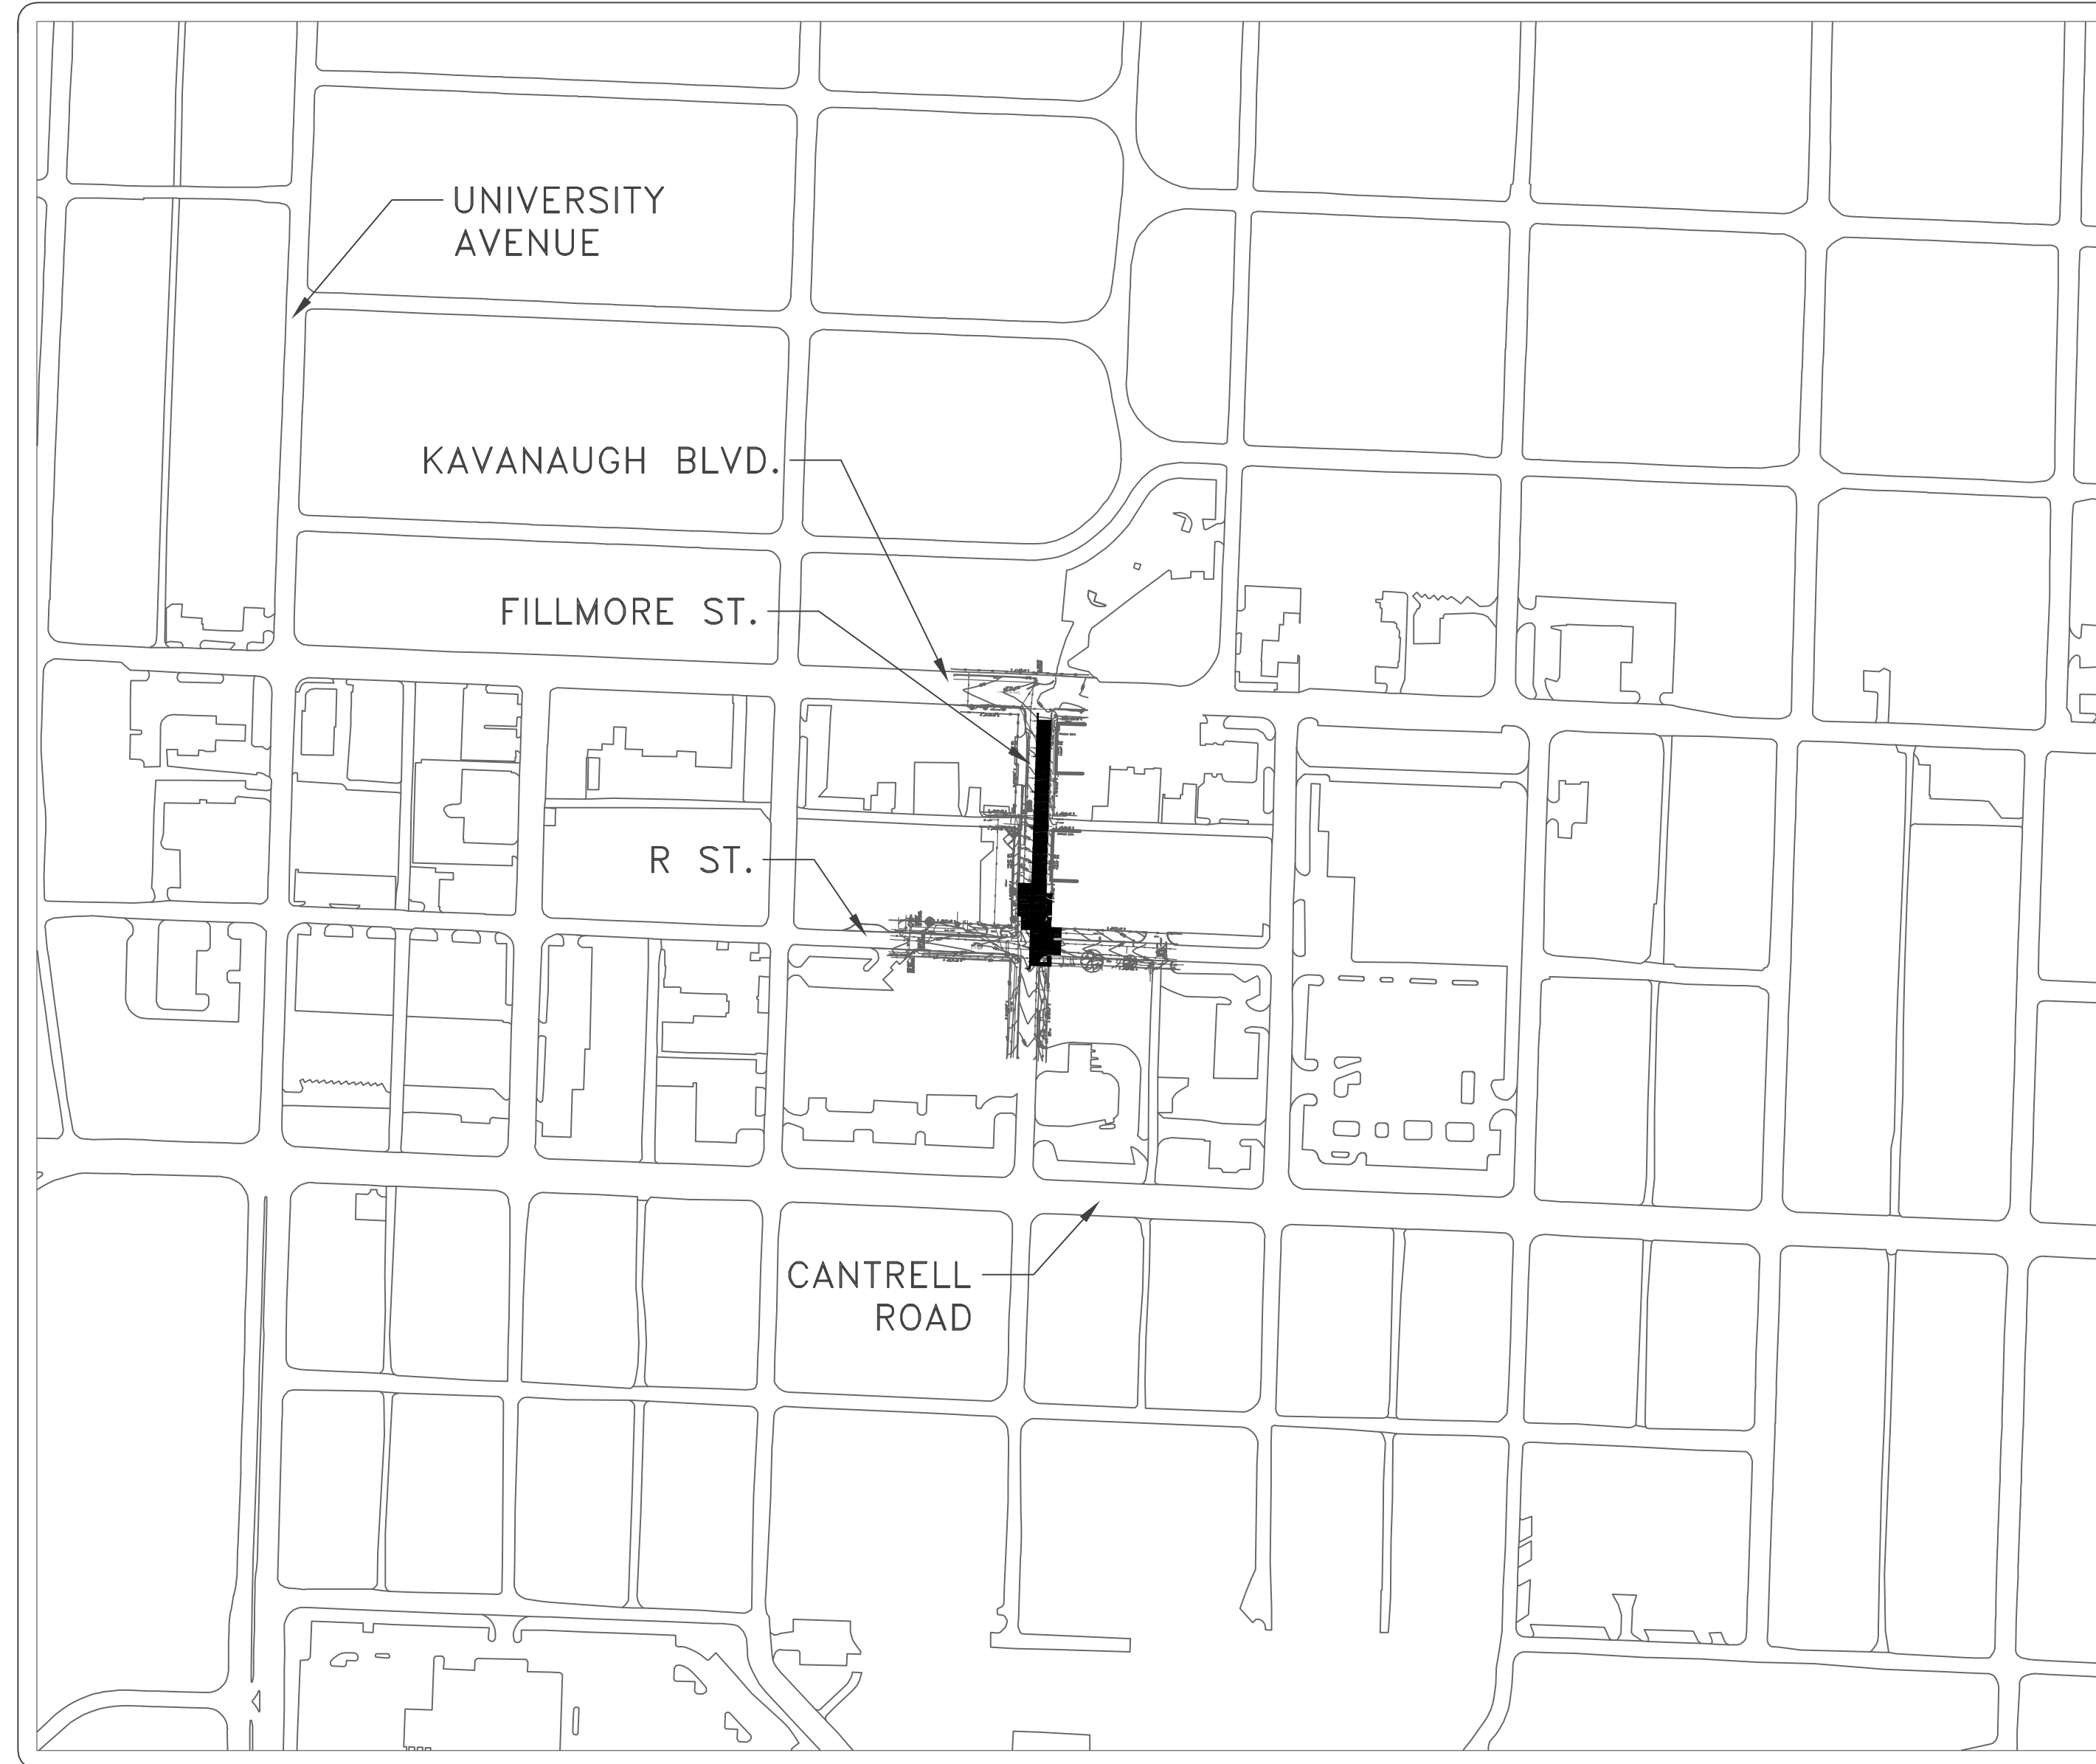 UNIVERSITY
AVENUE
KAVANAUGH BLVD.
FILLMORE ST.
R ST.
CANTRELL
ROAD